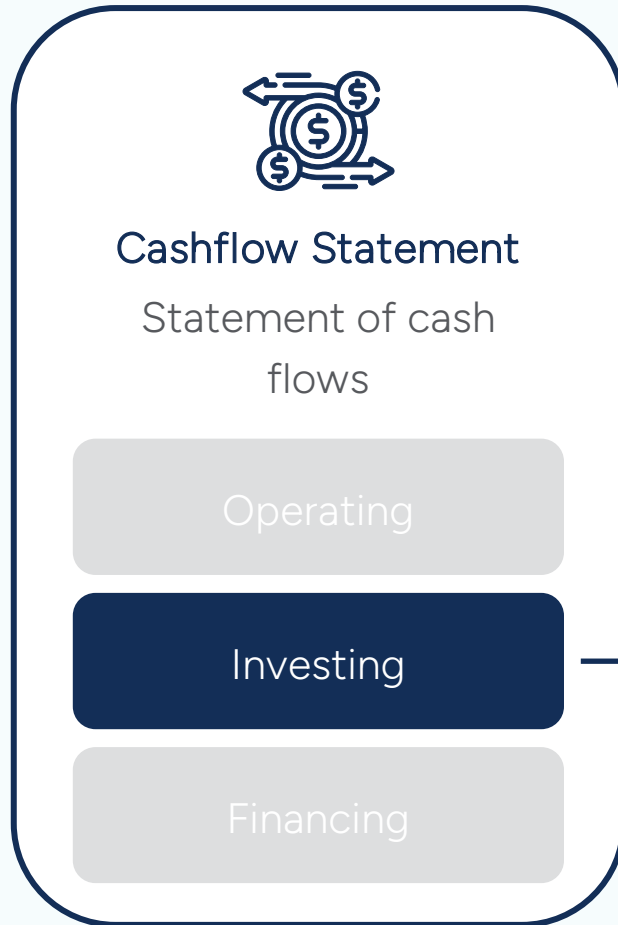 Cashflow Statement
Statement of cash
flows
Operating
Investing
Financing